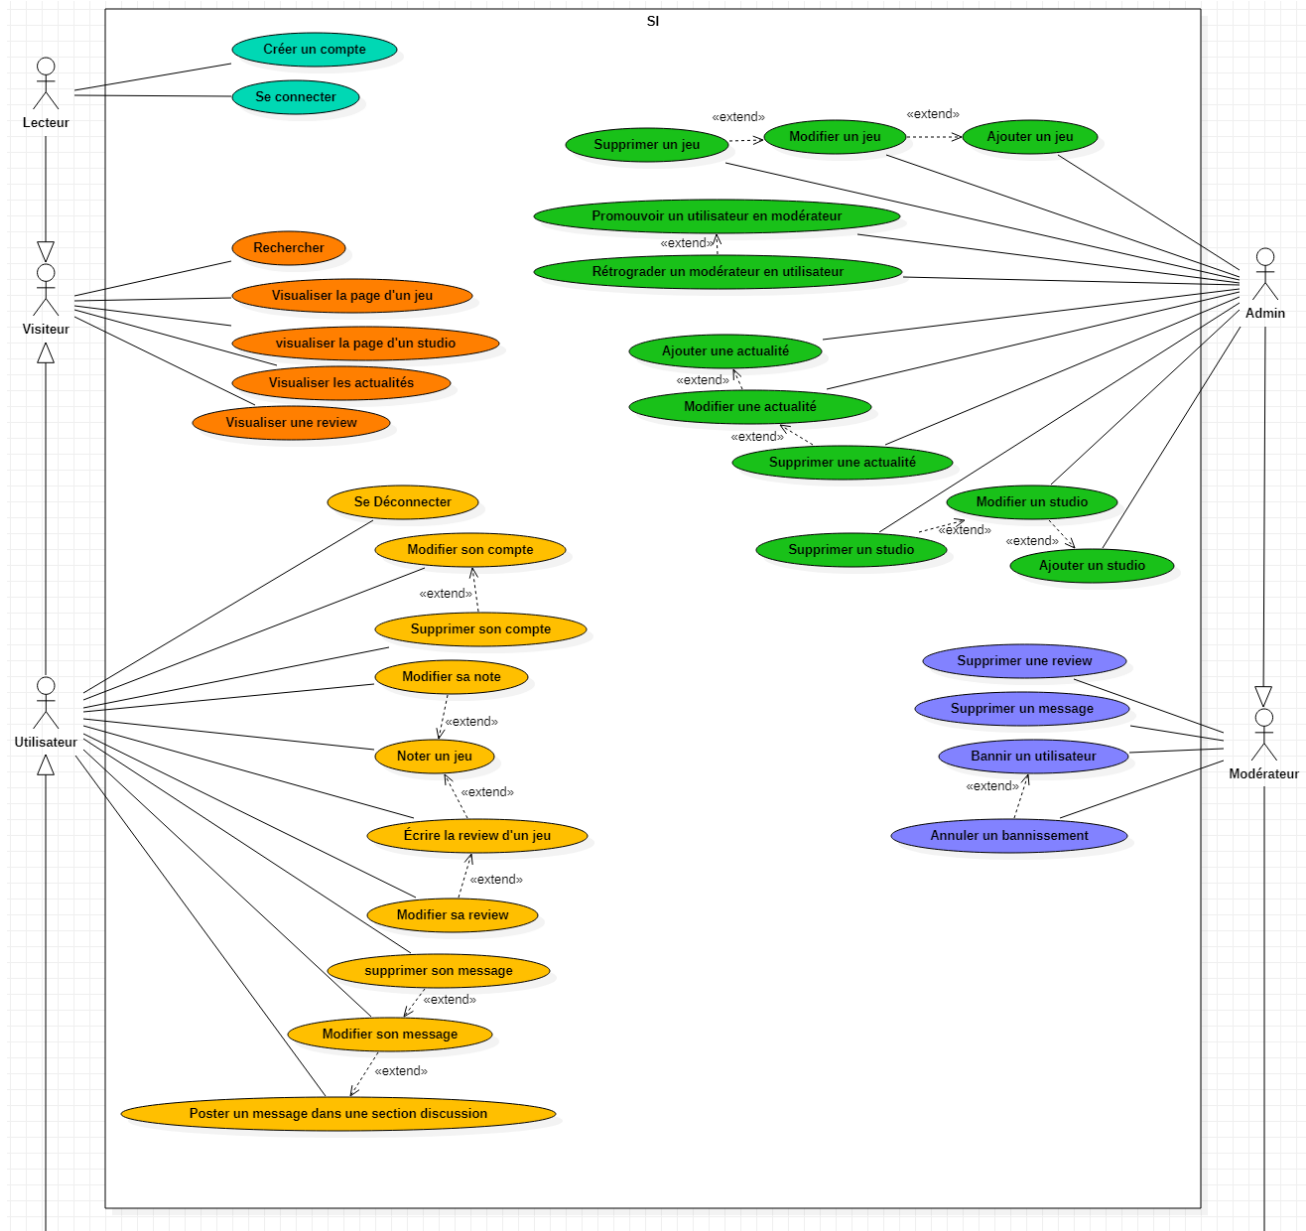 SI
Créer un compte
Se connecter
Lecteur
«extend»
«extend»
Supprimer un jeu
Modifier un jeu
Ajouter un jeu
Promouvoir un utilisateur en modérateur
«extend»
Rétrograder un modérateur en utilisateur
Admin
Rechercher
Visualiser la page d'un jeu
Visiteur
visualiser la page d'un studio
Visualiser les actualités
Visualiser une review
Ajouter une actualité
«extend»
Modifier une actualité
«extend»
Supprimer une actualité
Modifier un studio
«extend»
«extend»
Supprimer un studio
Ajouter un studio
Se Déconnecter
Modifier son compte
«extend»
Supprimer son compte
Modifier sa note
«extend»
Utilisateur
Noter un jeu
«extend»
Écrire la review d'un jeu
«extend»
Modifier sa review
supprimer son message
«extend»
Modifier son message
«extend»
Poster un message dans une section discussion
Supprimer une review
Supprimer un message
Bannir un utilisateur
Modérateur
«extend»
Annuler un bannissement